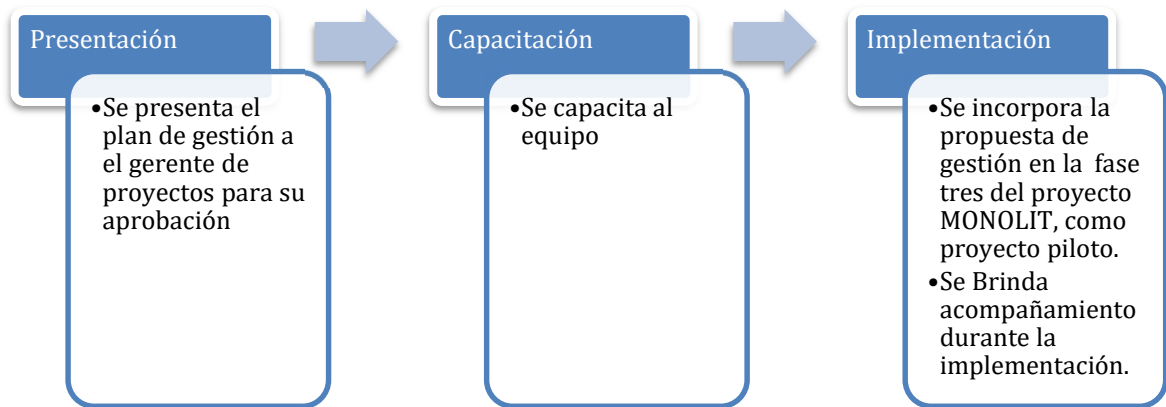 Presentación
•Se presenta el
plan de gestión a
el gerente de
proyectos para su
aprobación
Capacitación
•Se capacita al
equipo
Implementación
•Se incorpora la
propuesta de
gestión en la  fase
tres del proyecto
MONOLIT, como
proyecto piloto.
•Se Brinda
acompañamiento
durante la
implementación.